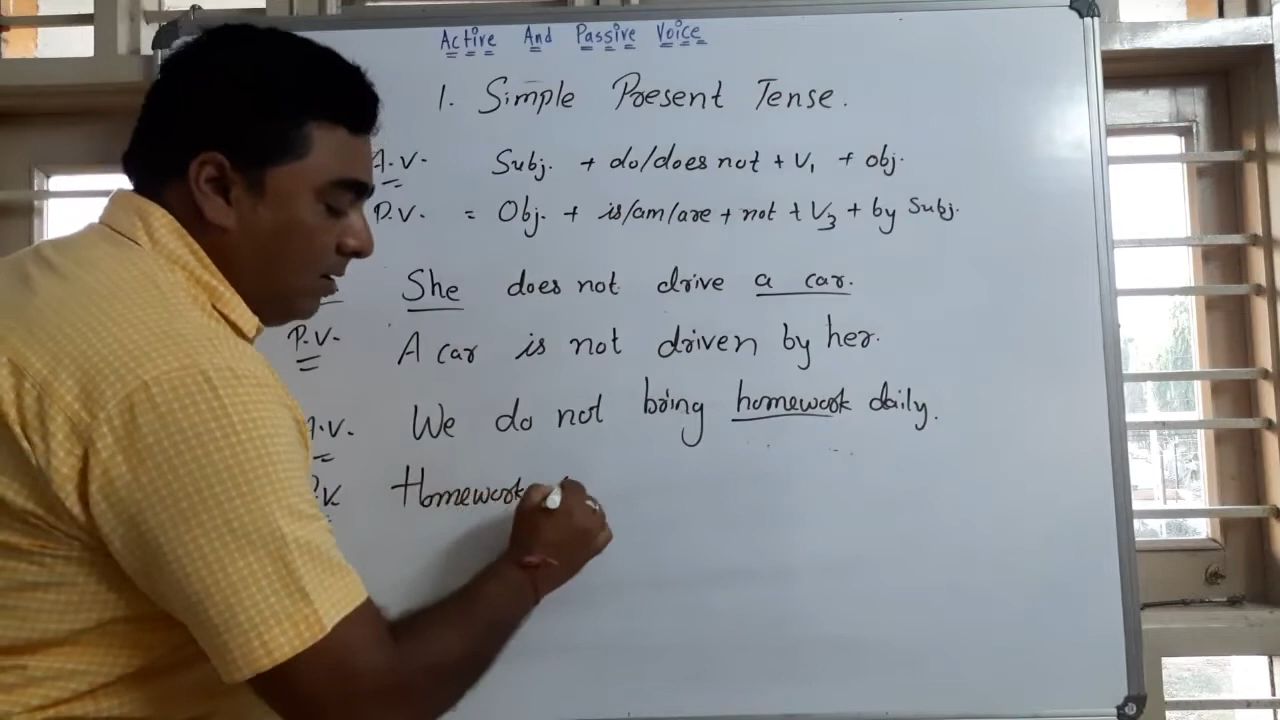 Active And Passive Voice
1. Simple Present Tense.
A.V. Subj. + do/does not + V₁ + obj.
P.V. = Obj. + is/am/are + not + V₃ + by Subj.
She does not drive a car.
P.V. A car is not driven by her.
A.V. We do not bring homework daily.
P.V. Homework